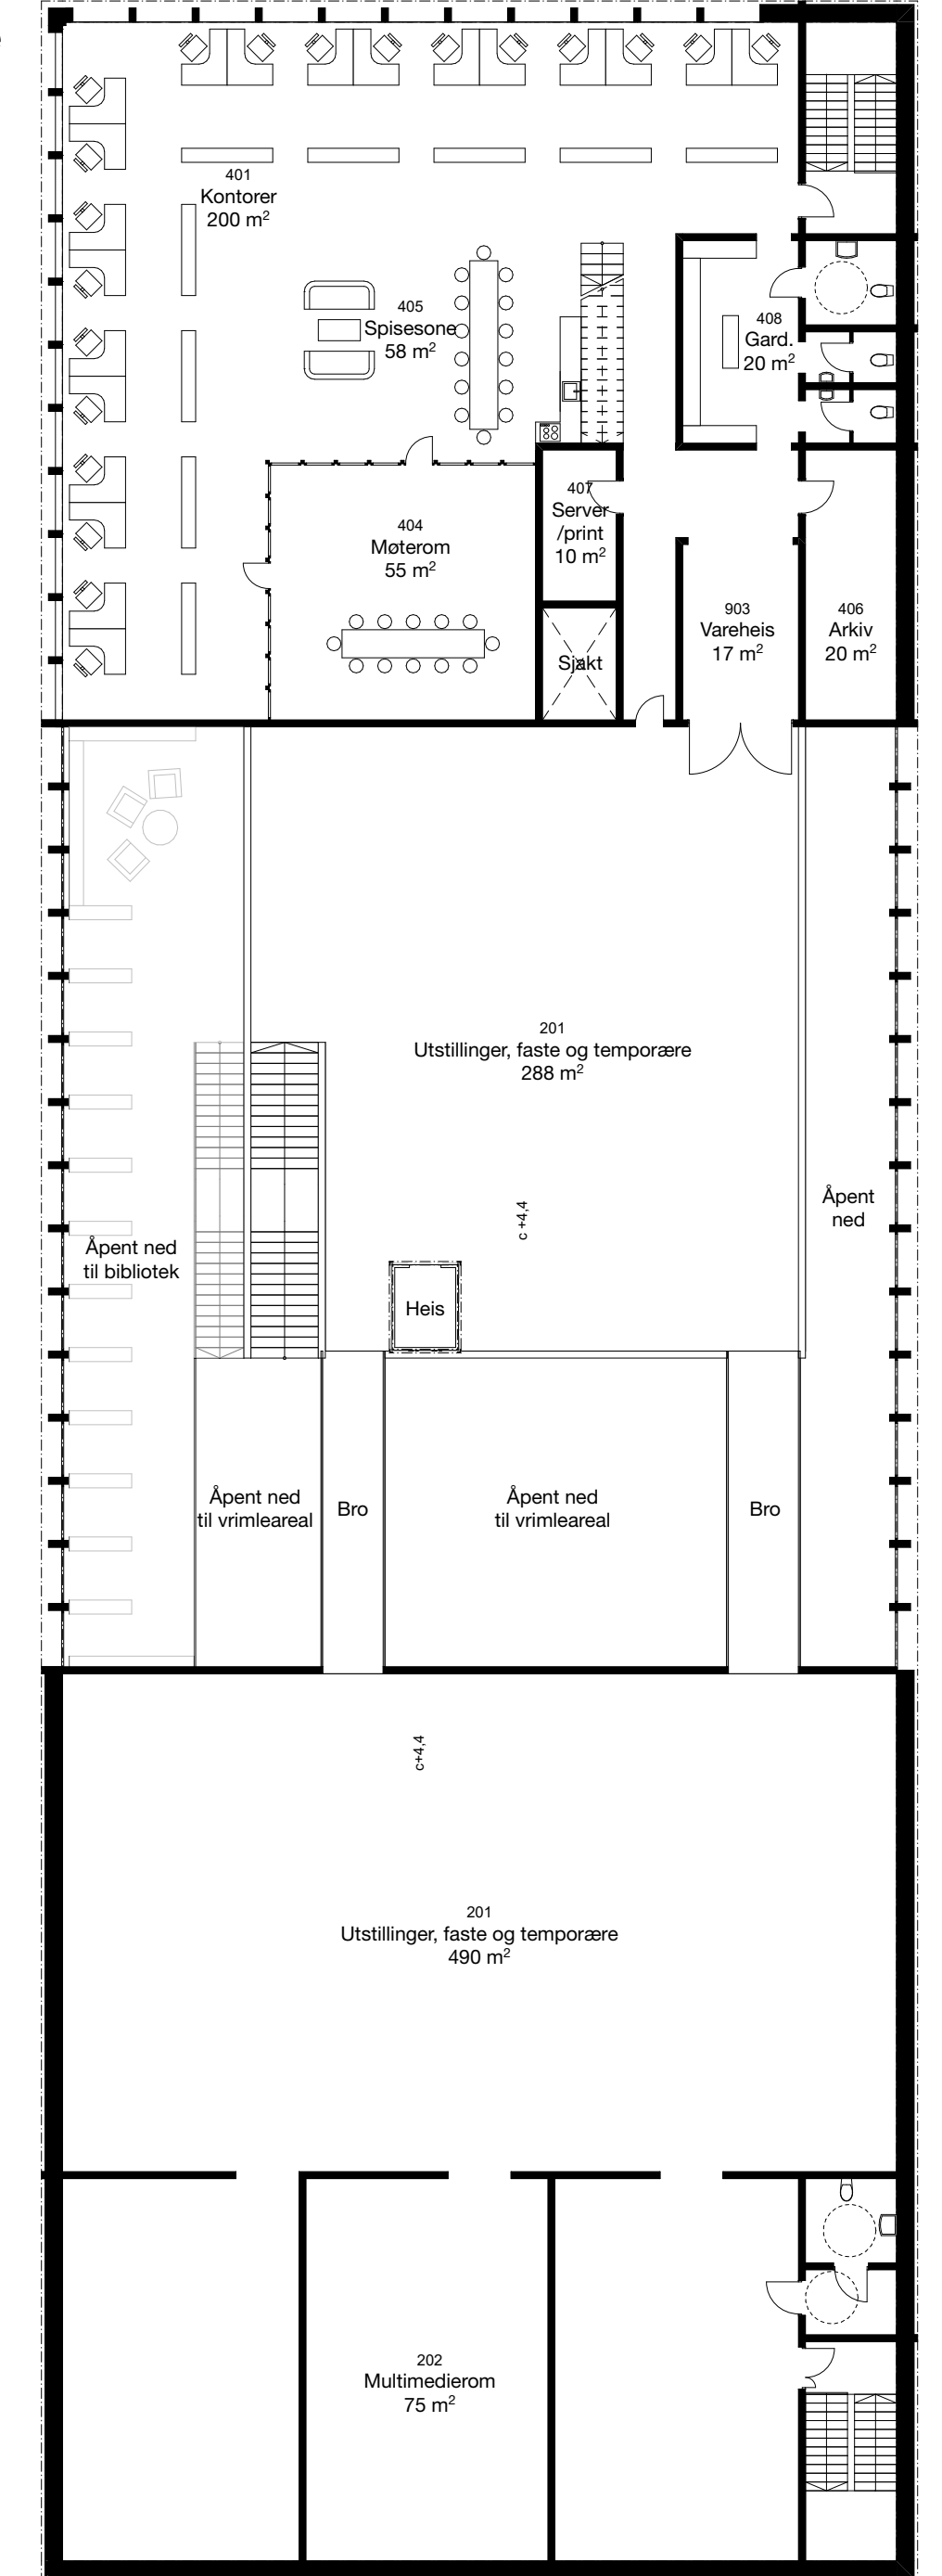 401
Kontorer
200 m²
405
Spisesone
58 m²
408
Gard.
20 m²
407
Server
/print
10 m²
404
Møterom
55 m²
903
Vareheis
17 m²
406
Arkiv
20 m²
Sjakt
201
Utstillinger, faste og temporære
288 m²
Åpent
ned
c +4,4
Åpent ned
til bibliotek
Heis
Åpent ned
til vrimleareal
Bro
Åpent ned
til vrimleareal
Bro
c+4,4
201
Utstillinger, faste og temporære
490 m²
202
Multimedierom
75 m²